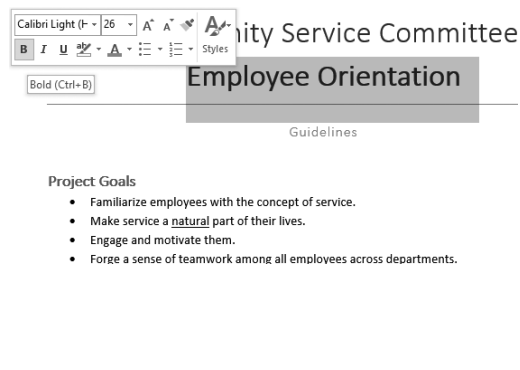 Calibri Light (H 26 A A A
B I U ab A Styles
nity Service Committee
Bold (Ctrl+B)
Employee Orientation
Guidelines
Project Goals
• Familiarize employees with the concept of service.
• Make service a natural part of their lives.
• Engage and motivate them.
• Forge a sense of teamwork among all employees across departments.